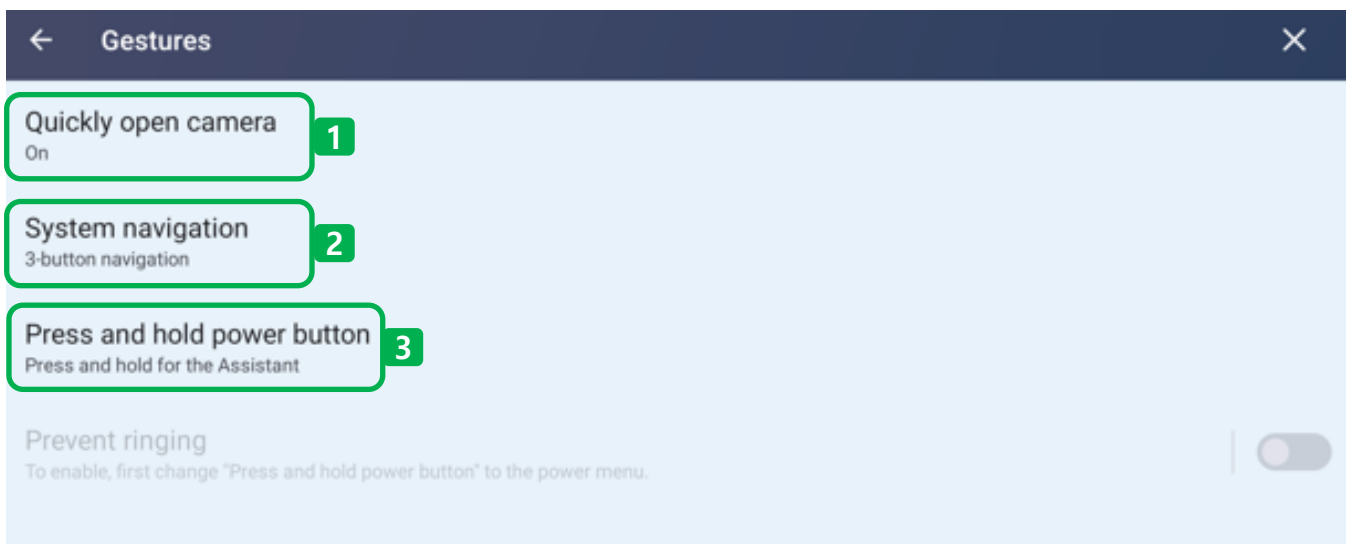 Gestures
Quickly open camera
On
1
System navigation
3-button navigation
2
Press and hold power button
Press and hold for the Assistant
3
Prevent ringing
To enable, first change "Press and hold power button" to the power menu.